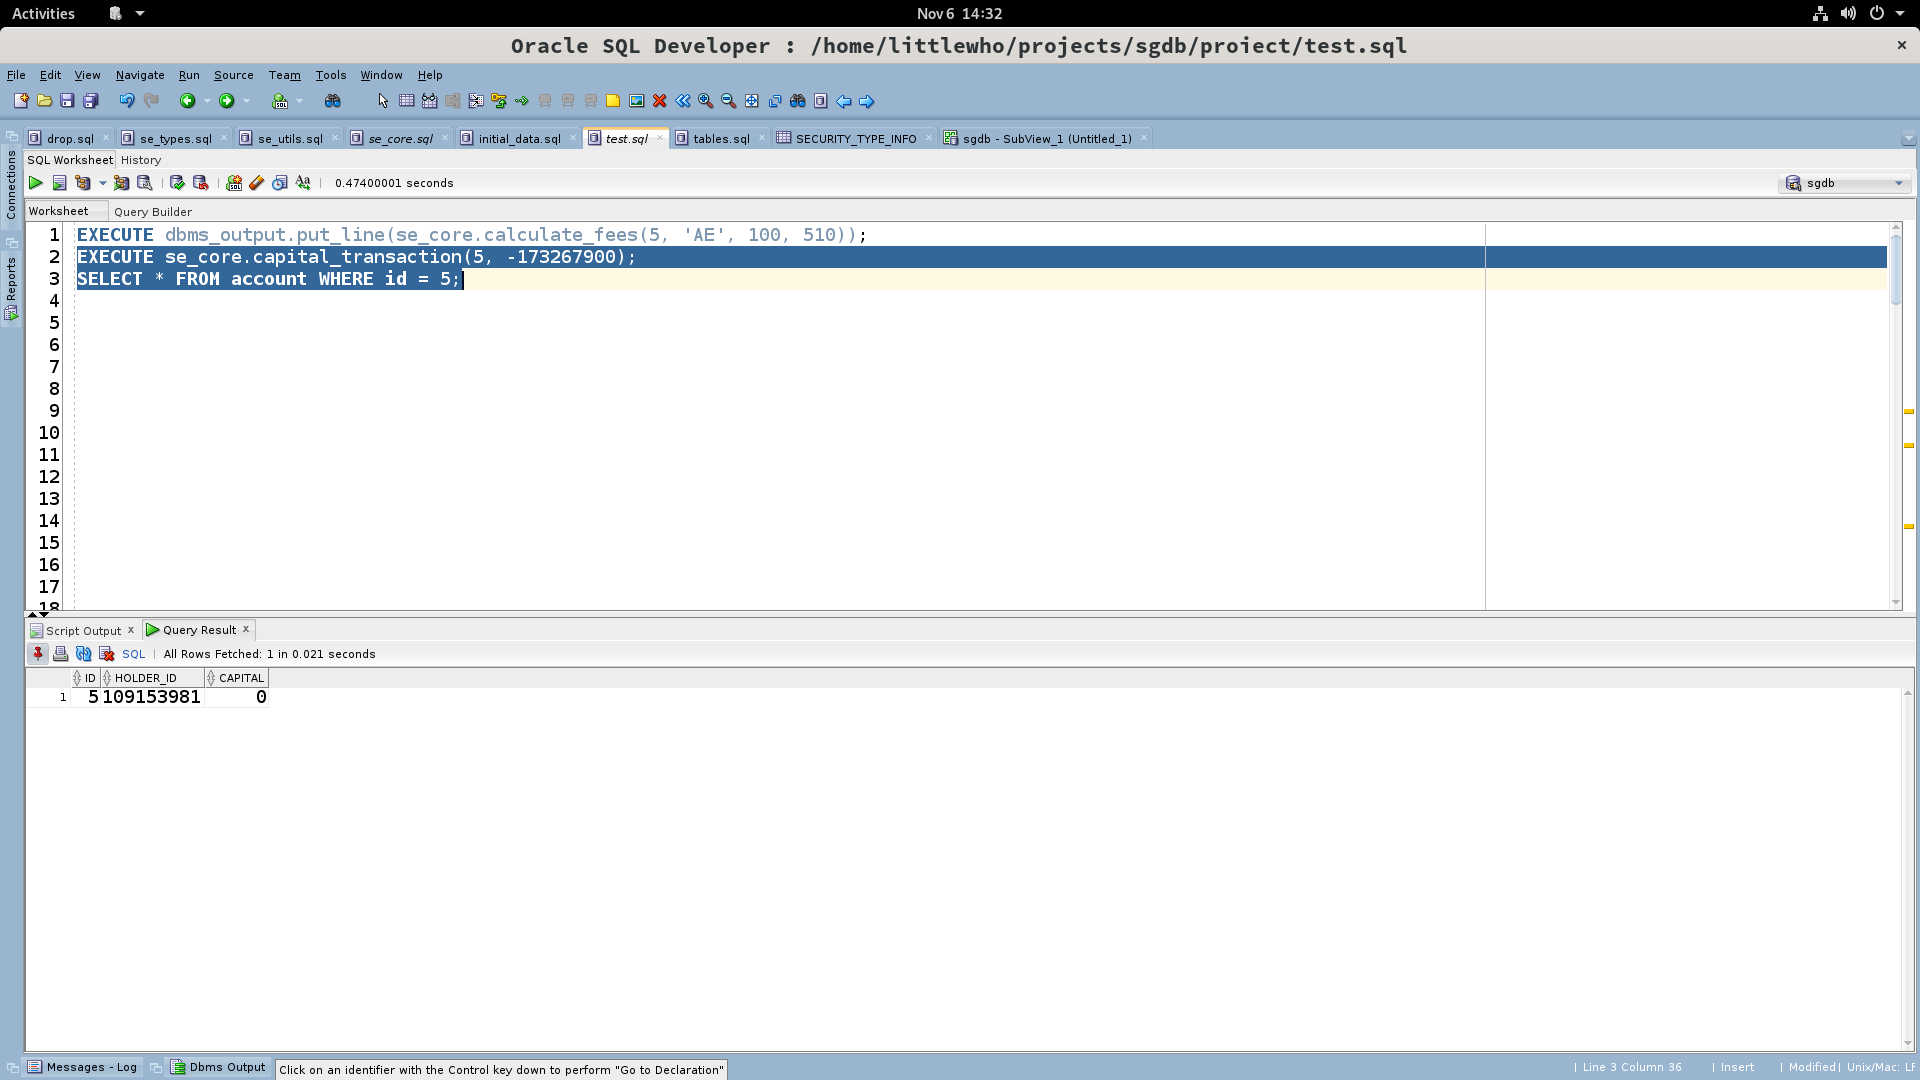 Activities
Nov 6 14:32
Oracle SQL Developer : /home/littlewho/projects/sgdb/proiect/test.sql
File Edit View Navigate Run Source Team Tools Window Help
drop.sql se_types.sql se_utils.sql se_core.sql initial_data.sql test.sql tables.sql SECURITY_TYPE_INFO sgdb - SubView_1 (Untitled_1)
Connections
Reports
SQL Worksheet History
0.47400001 seconds
sgdb
Worksheet Query Builder
1 EXECUTE dbms_output.put_line(se_core.calculate_fees(5, 'AE', 100, 510));
2 EXECUTE se_core.capital_transaction(5, -173267900);
3 SELECT * FROM account WHERE id = 5;
4
5
6
7
8
9
10
11
12
13
14
15
16
17
18
Script Output Query Result
SQL All Rows Fetched: 1 in 0.021 seconds
ID HOLDER_ID CAPITAL
1 5 109153981 0
Messages - Log Dbms Output Click on an identifier with the Control key down to perform "Go to Declaration"
Line 3 Column 36 Insert Modified Unix/Mac: LF